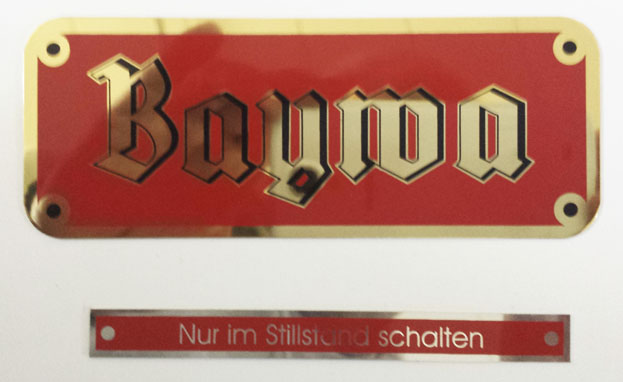 Baywa
Nur im Stillstand schalten